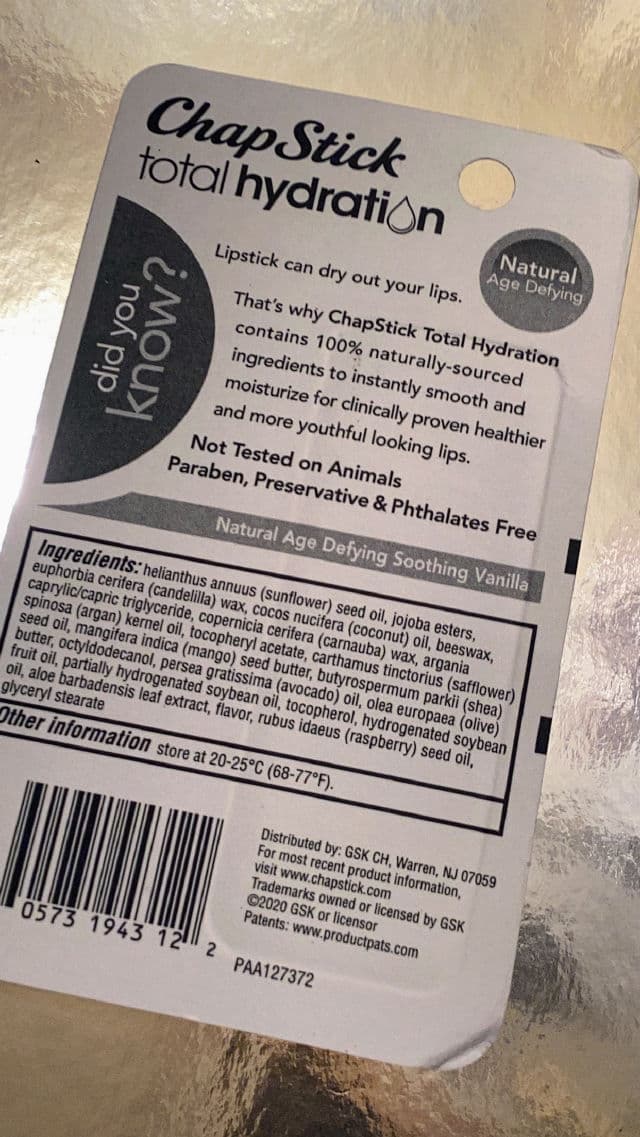 ChapStick
total hydration
Natural
Age Defying
did you
know?
Lipstick can dry out your lips.
That's why ChapStick Total Hydration
contains 100% naturally-sourced
ingredients to instantly smooth and
moisturize for clinically proven healthier
and more youthful looking lips.
Not Tested on Animals
Paraben, Preservative & Phthalates Free
Natural Age Defying Soothing Vanilla
Ingredients: helianthus annuus (sunflower) seed oil, jojoba esters,
euphorbia cerifera (candelilla) wax, cocos nucifera (coconut) oil, beeswax,
caprylic/capric triglyceride, copernicia cerifera (carnauba) wax, argania
spinosa (argan) kernel oil, tocopheryl acetate, carthamus tinctorius (safflower)
seed oil, mangifera indica (mango) seed butter, butyrospermum parkii (shea)
butter, octyldodecanol, persea gratissima (avocado) oil, olea europaea (olive)
fruit oil, partially hydrogenated soybean oil, tocopherol, hydrogenated soybean
oil, aloe barbadensis leaf extract, flavor, rubus idaeus (raspberry) seed oil,
glyceryl stearate
Other information store at 20-25°C (68-77°F).
Distributed by: GSK CH, Warren, NJ 07059
For most recent product information,
visit www.chapstick.com
Trademarks owned or licensed by GSK
©2020 GSK or licensor
Patents: www.productpats.com
0573 1943 12 2
PAA127372